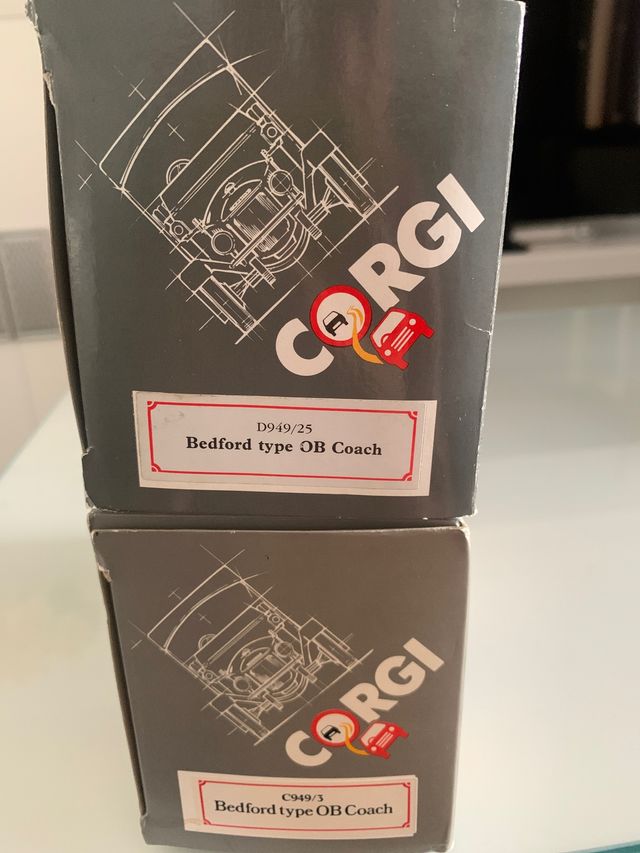 CORGI
D949/25
Bedford type OB Coach
CORGI
C949/3
Bedford type OB Coach